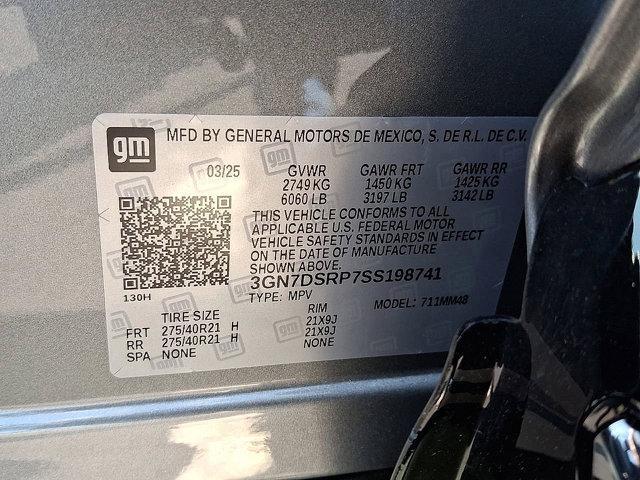 gm
MFD BY GENERAL MOTORS DE MEXICO, S. DE R.L. DE C.V.
03/25 GVWR GAWR FRT GAWR RR
2749 KG 1450 KG 1425 KG
6060 LB 3197 LB 3142 LB
THIS VEHICLE CONFORMS TO ALL
APPLICABLE U.S. FEDERAL MOTOR
VEHICLE SAFETY STANDARDS IN EFFECT
ON THE DATE OF MANUFACTURE
SHOWN ABOVE.
3GN7DSRP7SS198741
130H
TYPE: MPV MODEL: 711MM48
TIRE SIZE RIM
FRT 275/40R21 H 21X9J
RR 275/40R21 H 21X9J
SPA NONE NONE